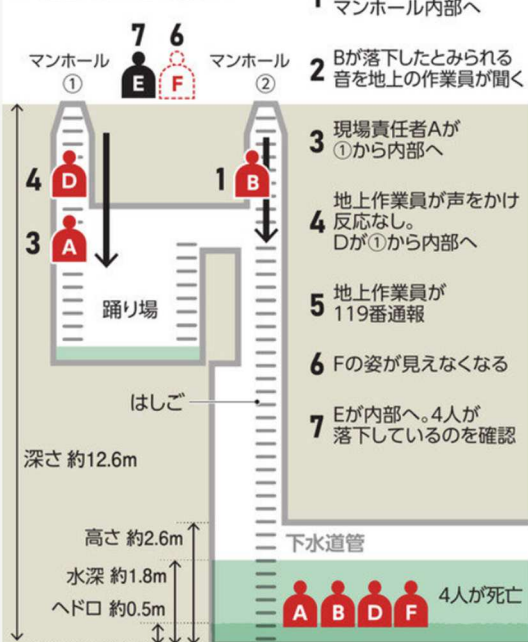 1 マンホール内部へ
7 6
マンホール
①
E F
マンホール
②
2 Bが落下したとみられる
音を地上の作業員が聞く
3 現場責任者Aが
①から内部へ
4 D
1 B
3 A
4 地上作業員が声をかけ
反応なし。
Dが①から内部へ
踊り場
5 地上作業員が
119番通報
6 Fの姿が見えなくなる
はしご
7 Eが内部へ。4人が
落下しているのを確認
深さ 約12.6m
高さ 約2.6m
下水道管
水深 約1.8m
ヘドロ 約0.5m
A B D F
4人が死亡